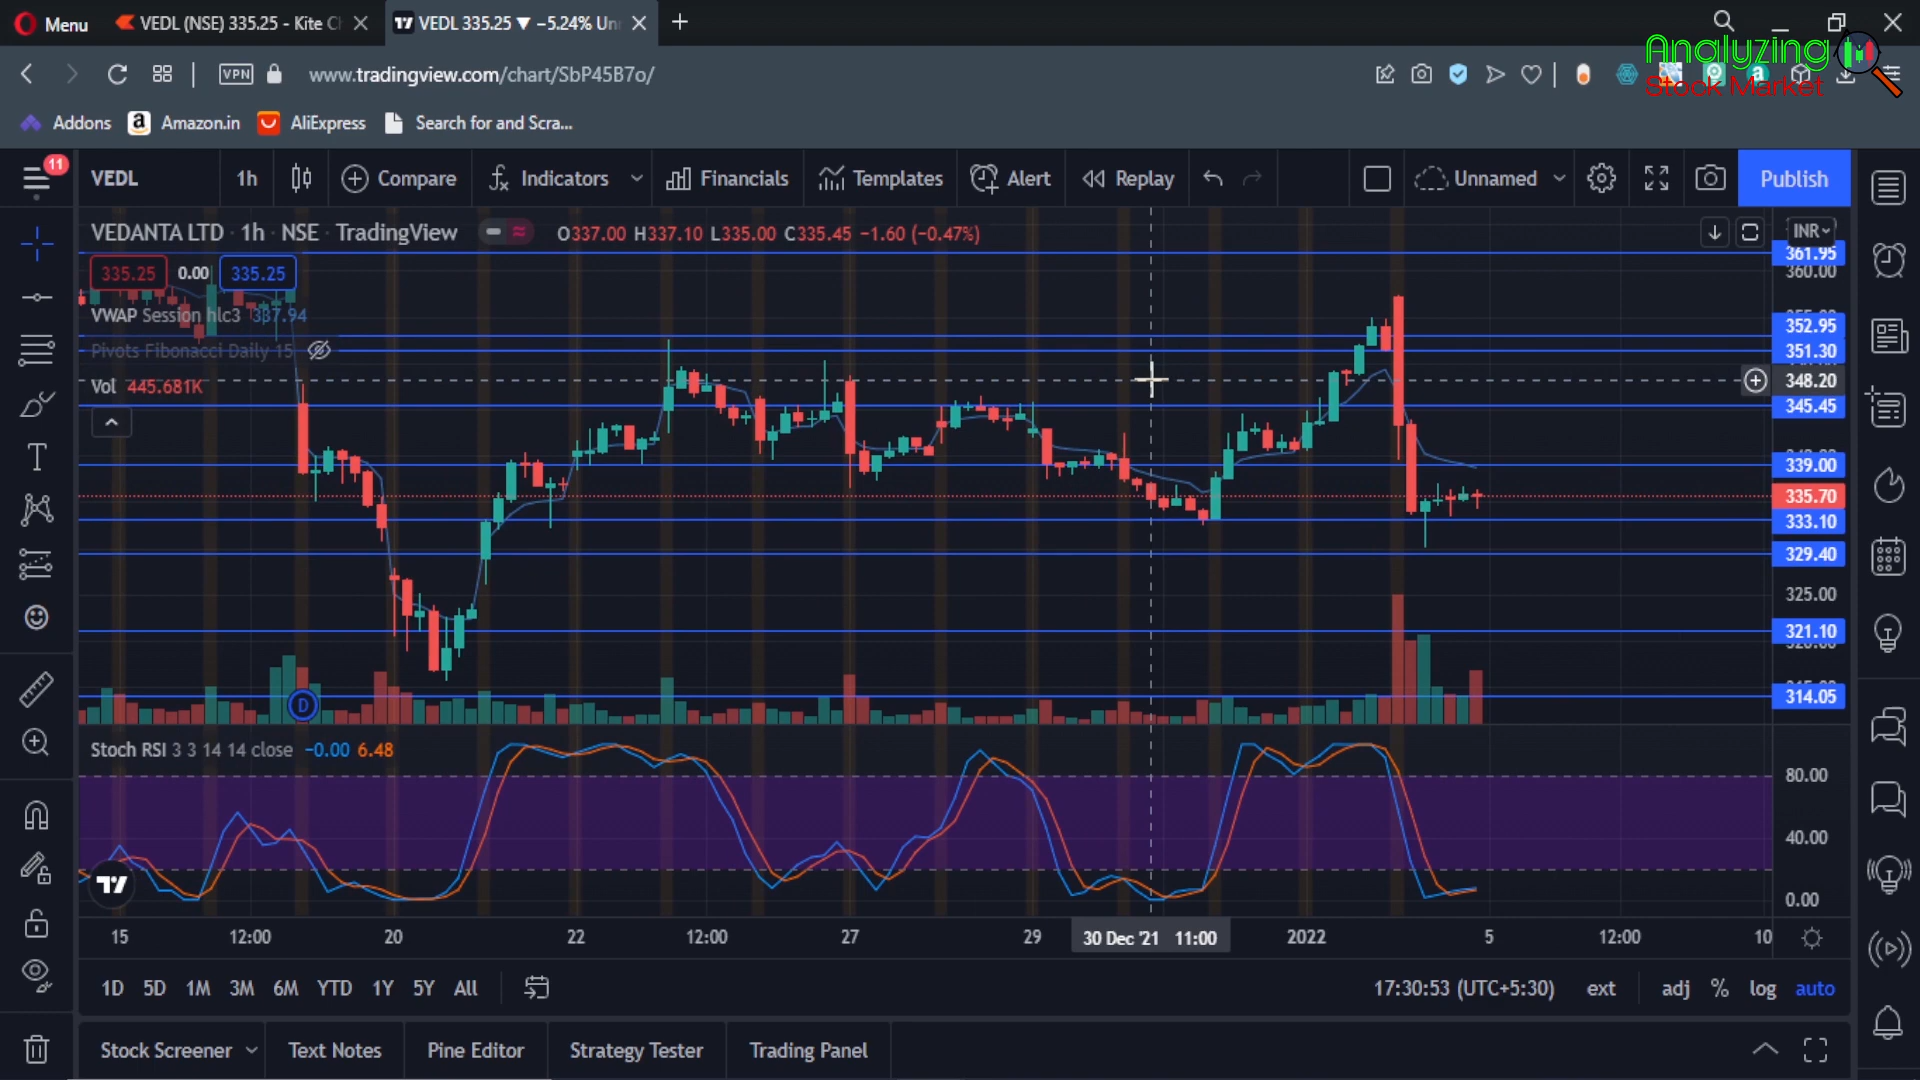 Menu
VEDL (NSE) 335.25 - Kite Ch
VEDL 335.25 ▼ −5.24% Un
Analyzing
Stock Market
VPN
www.tradingview.com/chart/SbP45B7o/
Addons
Amazon.in
AliExpress
Search for and Scra...
11
VEDL
1h
Compare
Indicators
Financials
Templates
Alert
Replay
Unnamed
Publish
VEDANTA LTD · 1h · NSE · TradingView
O337.00 H337.10 L335.00 C335.45 −1.60 (−0.47%)
INR
335.25 0.00 335.25
VWAP Session hlc3 337.94
Pivots Fibonacci Daily 15
Vol 445.681K
361.95
360.00
352.95
351.30
348.20
345.45
339.00
335.70
333.10
329.40
325.00
321.10
314.05
D
Stoch RSI 3 3 14 14 close −0.00 6.48
80.00
40.00
0.00
15 12:00 20 22 12:00 27 29 30 Dec '21 11:00 2022 5 12:00 10
1D 5D 1M 3M 6M YTD 1Y 5Y All
17:30:53 (UTC+5:30) ext adj % log auto
Stock Screener
Text Notes
Pine Editor
Strategy Tester
Trading Panel